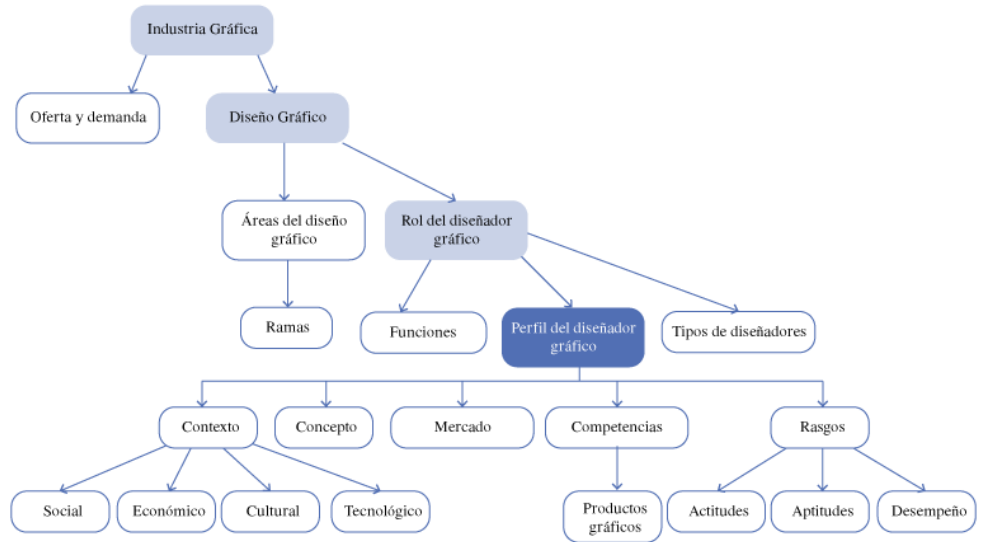 Industria Gráfica
Oferta y demanda
Diseño Gráfico
Áreas del diseño
gráfico
Rol del diseñador
gráfico
Ramas
Funciones
Perfil del diseñador
gráfico
Tipos de diseñadores
Contexto
Concepto
Mercado
Competencias
Rasgos
Social
Económico
Cultural
Tecnológico
Productos
gráficos
Actitudes
Aptitudes
Desempeño